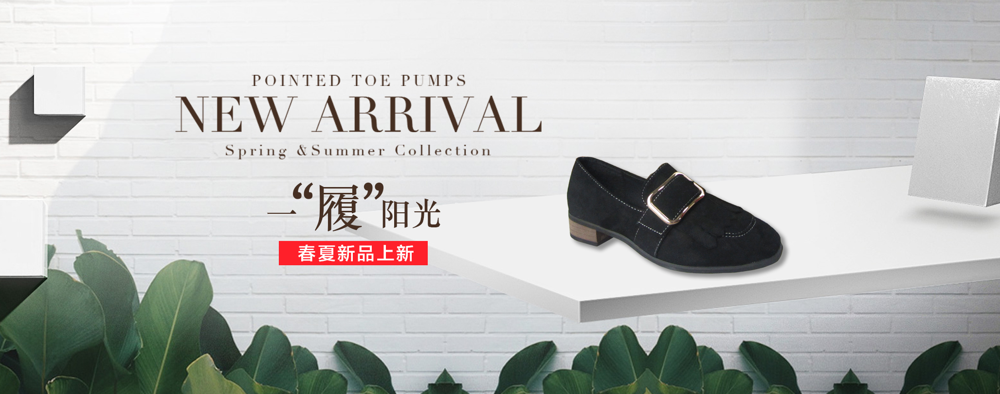 POINTED TOE PUMPS
NEW ARRIVAL
Spring &Summer Collection
一“履”阳光
春夏新品上新